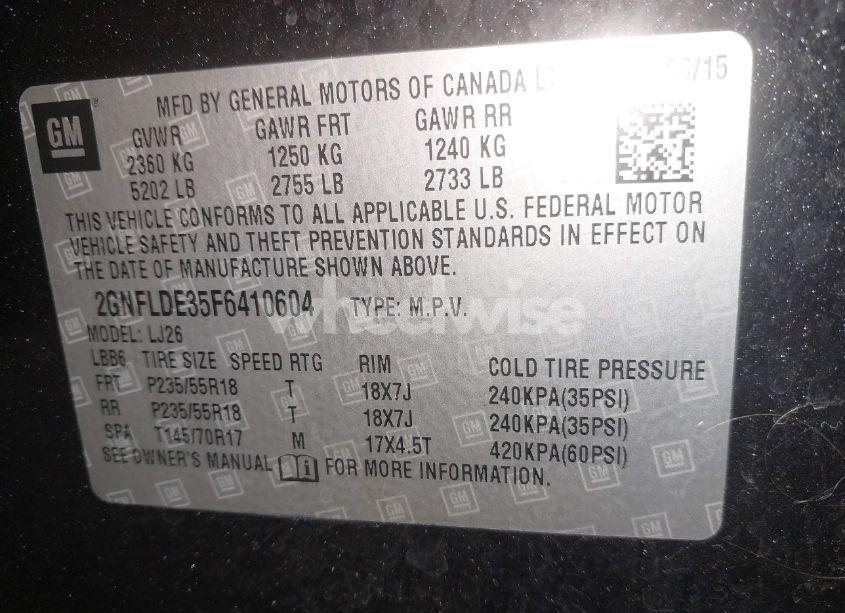 MFD BY GENERAL MOTORS OF CANADA
/15
GM
GVWR GAWR FRT GAWR RR
2360 KG 1250 KG 1240 KG
5202 LB 2755 LB 2733 LB
THIS VEHICLE CONFORMS TO ALL APPLICABLE U.S. FEDERAL MOTOR
VEHICLE SAFETY AND THEFT PREVENTION STANDARDS IN EFFECT ON
THE DATE OF MANUFACTURE SHOWN ABOVE.
2GNFLDE35F6410604 TYPE: M.P.V.
wheelwise
MODEL: LJ26
LBB6 TIRE SIZE SPEED RTG RIM COLD TIRE PRESSURE
FRT P235/55R18 T 18X7J 240KPA(35PSI)
RR P235/55R18 T 18X7J 240KPA(35PSI)
SPA T145/70R17 M 17X4.5T 420KPA(60PSI)
SEE OWNER'S MANUAL FOR MORE INFORMATION.